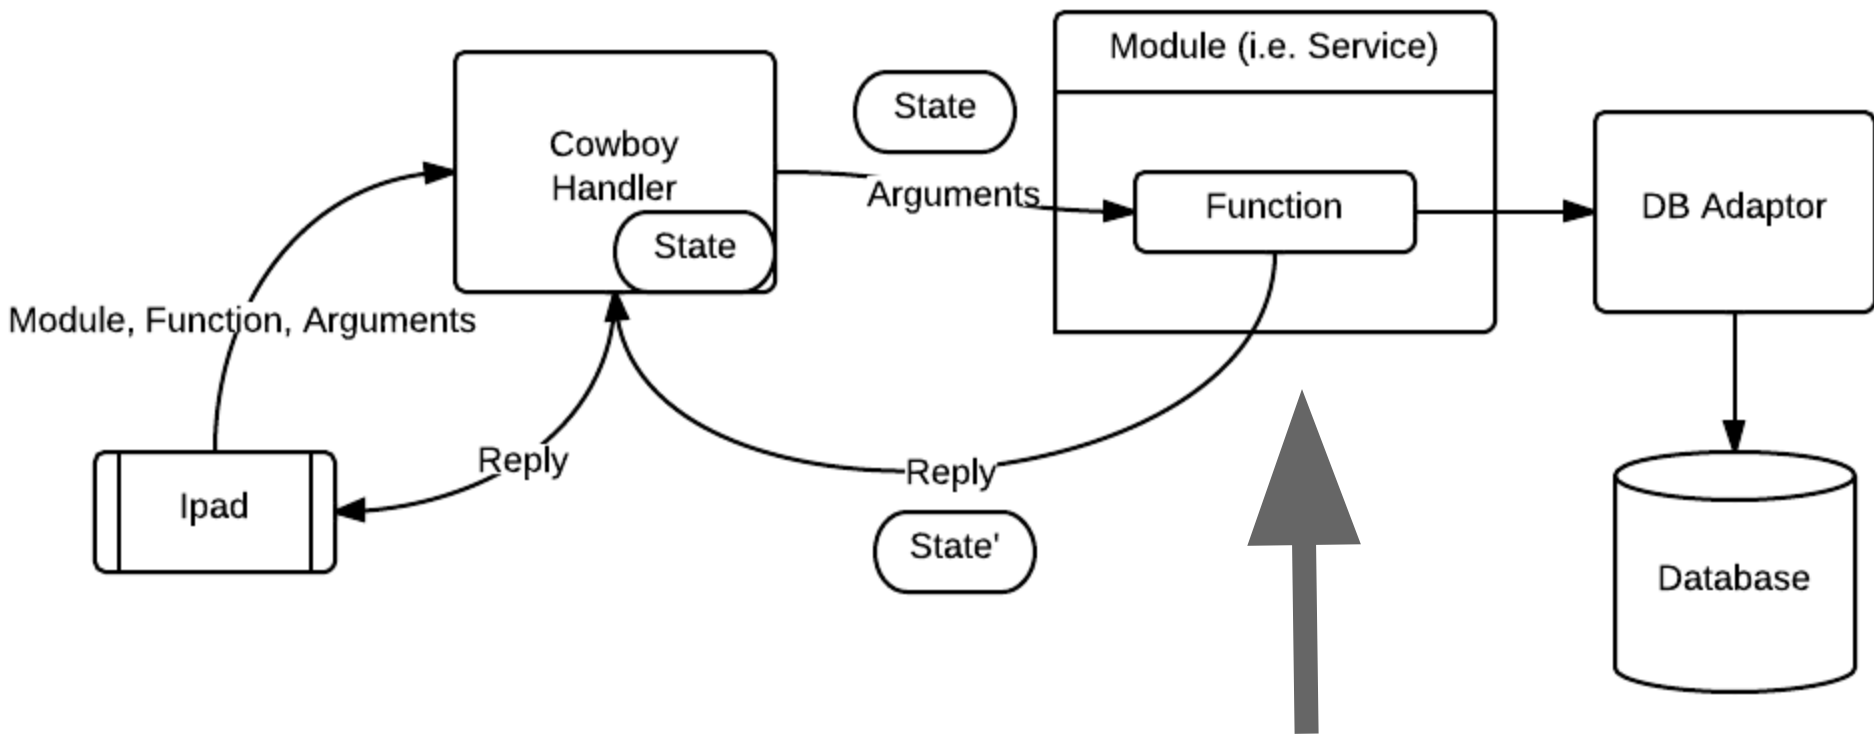 Module (i.e. Service)
State
Cowboy
Handler
Arguments
Function
DB Adaptor
State
Module, Function, Arguments
Reply
Reply
Ipad
State'
Database